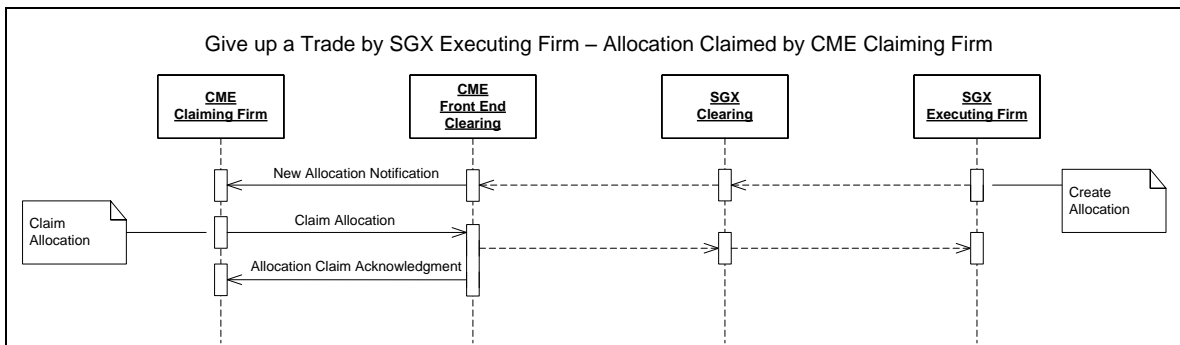 Give up a Trade by SGX Executing Firm – Allocation Claimed by CME Claiming Firm
CME
Claiming Firm
CME
Front End
Clearing
SGX
Clearing
SGX
Executing Firm
New Allocation Notification
Create
Allocation
Claim
Allocation
Claim Allocation
Allocation Claim Acknowledgment